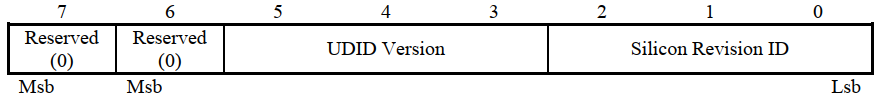 7 6 5 4 3 2 1 0
Reserved Reserved UDID Version Silicon Revision ID
(0) (0)
Msb Msb Lsb